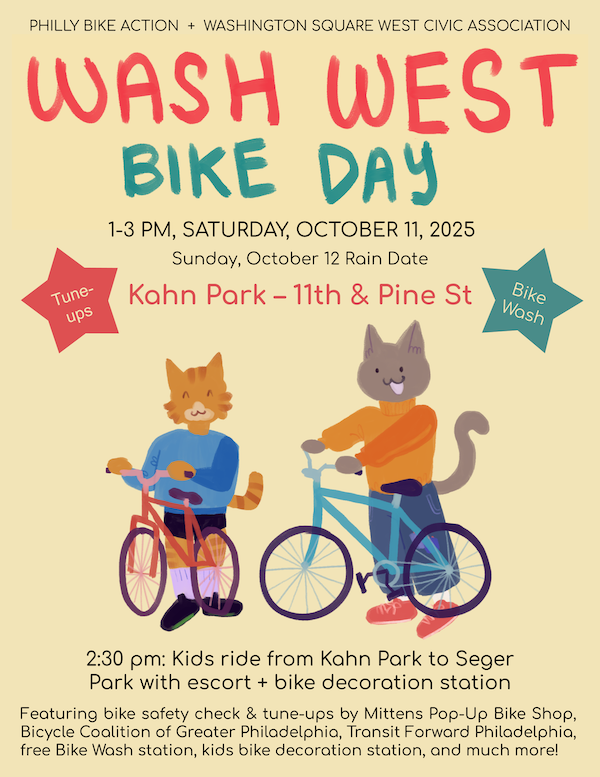 PHILLY BIKE ACTION + WASHINGTON SQUARE WEST CIVIC ASSOCIATION
WASH WEST
BIKE DAY
1-3 PM, SATURDAY, OCTOBER 11, 2025
Sunday, October 12 Rain Date
Tune-
ups
Kahn Park – 11th & Pine St
Bike
Wash
2:30 pm: Kids ride from Kahn Park to Seger
Park with escort + bike decoration station
Featuring bike safety check & tune-ups by Mittens Pop-Up Bike Shop,
Bicycle Coalition of Greater Philadelphia, Transit Forward Philadelphia,
free Bike Wash station, kids bike decoration station, and much more!